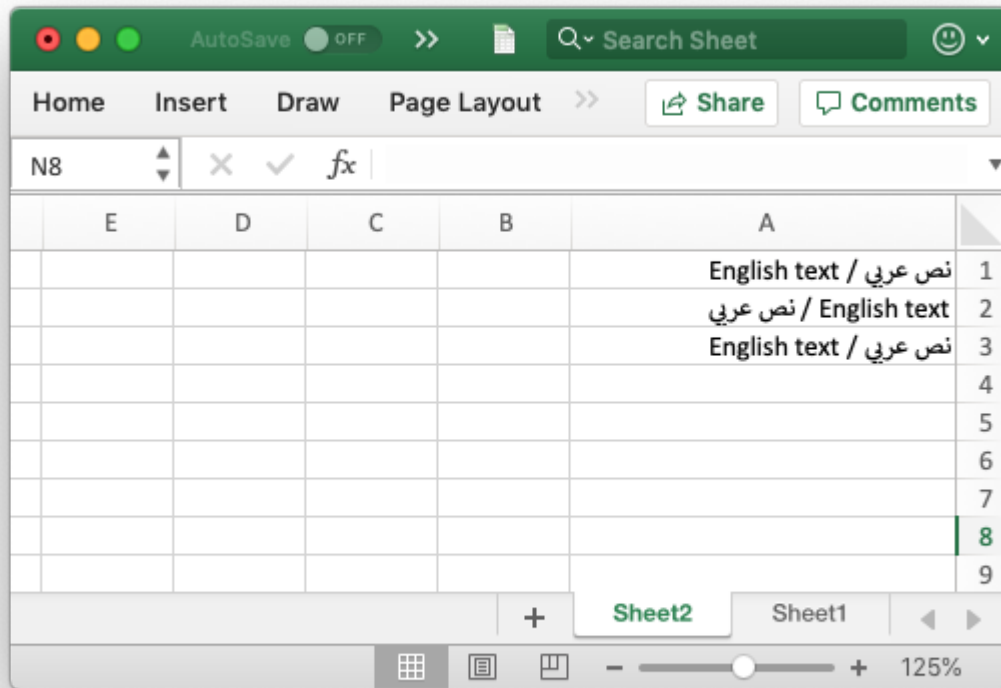 AutoSave OFF >> Search Sheet
Home Insert Draw Page Layout >> Share Comments
N8 fx
E D C B A
نص عربي / English text 1
نص عربي / English text 2
نص عربي / English text 3
4
5
6
7
8
9
+ Sheet2 Sheet1
− + 125%